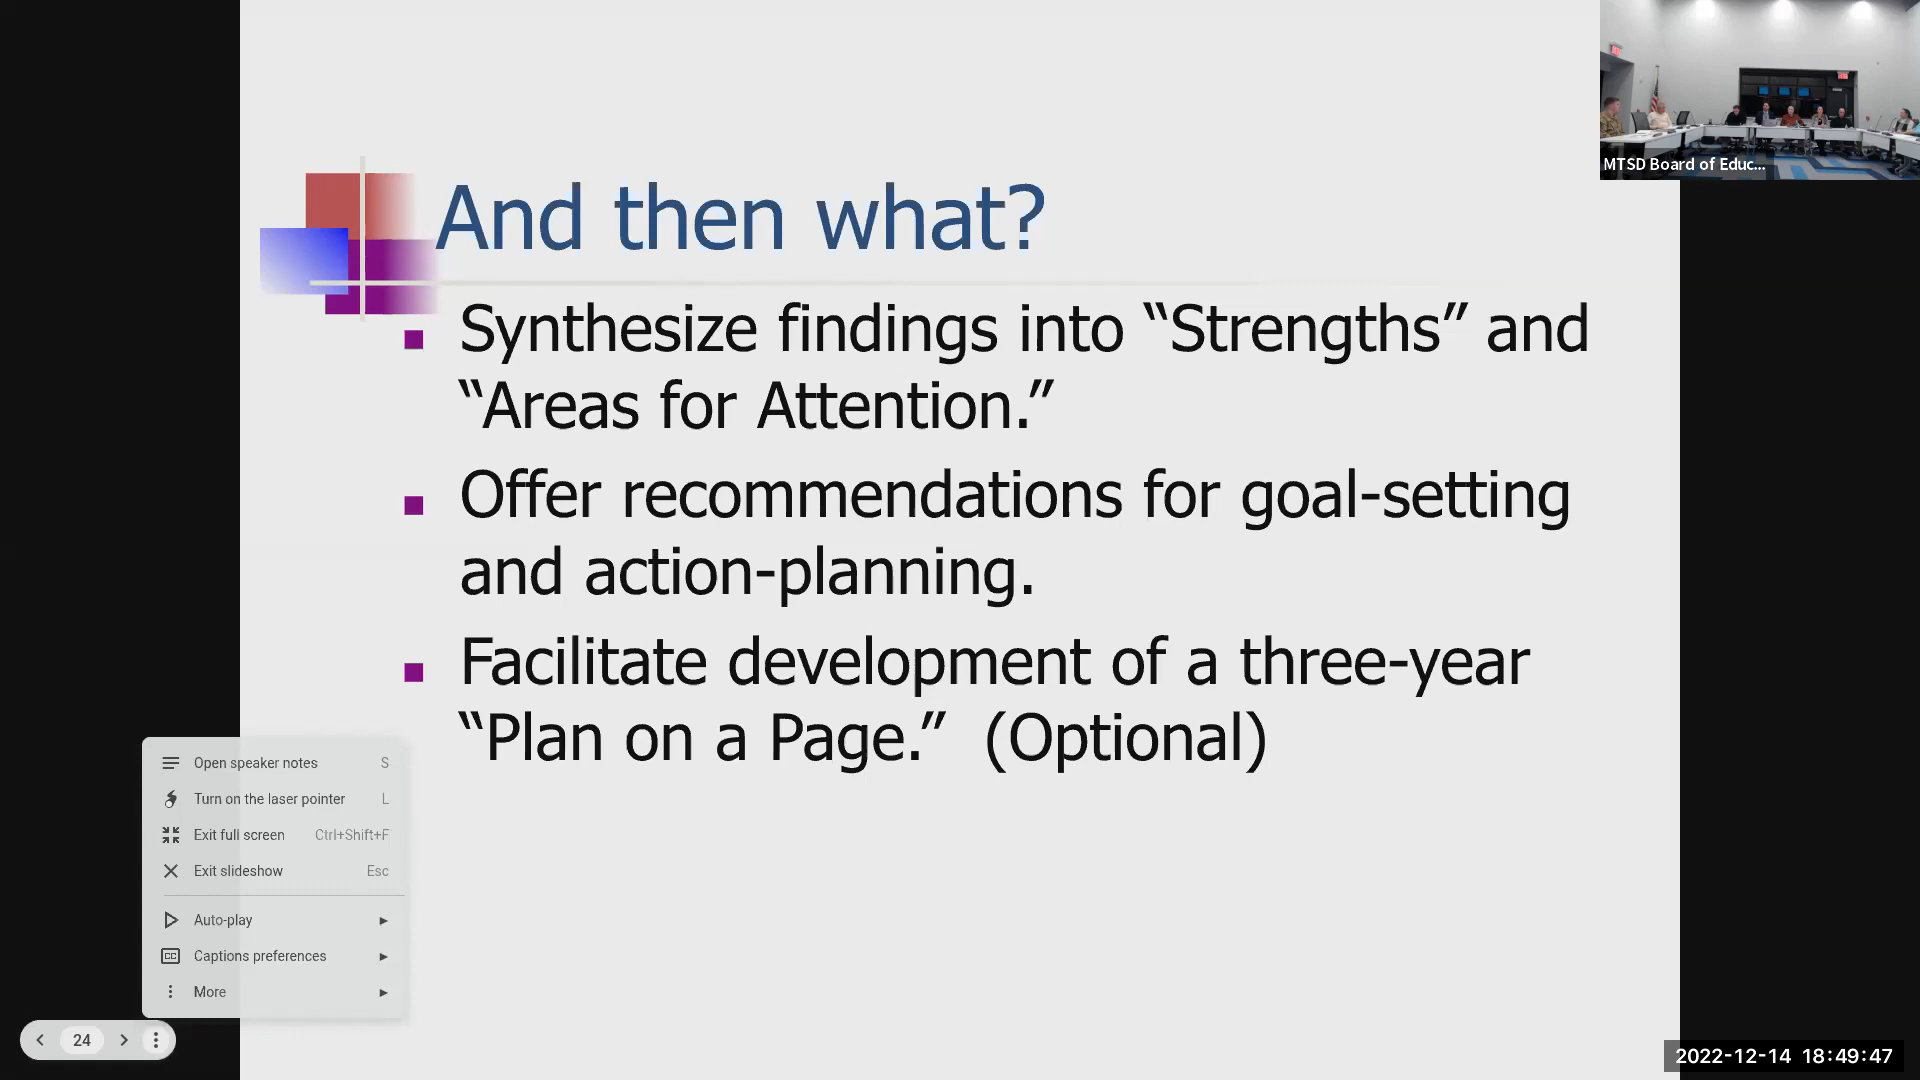 MTSD Board of Educ...
And then what?
Synthesize findings into “Strengths” and
“Areas for Attention.”
Offer recommendations for goal-setting
and action-planning.
Facilitate development of a three-year
“Plan on a Page.” (Optional)
Open speaker notes S
Turn on the laser pointer L
Exit full screen Ctrl+Shift+F
Exit slideshow Esc
Auto-play
CC Captions preferences
More
24
2022-12-14 18:49:47